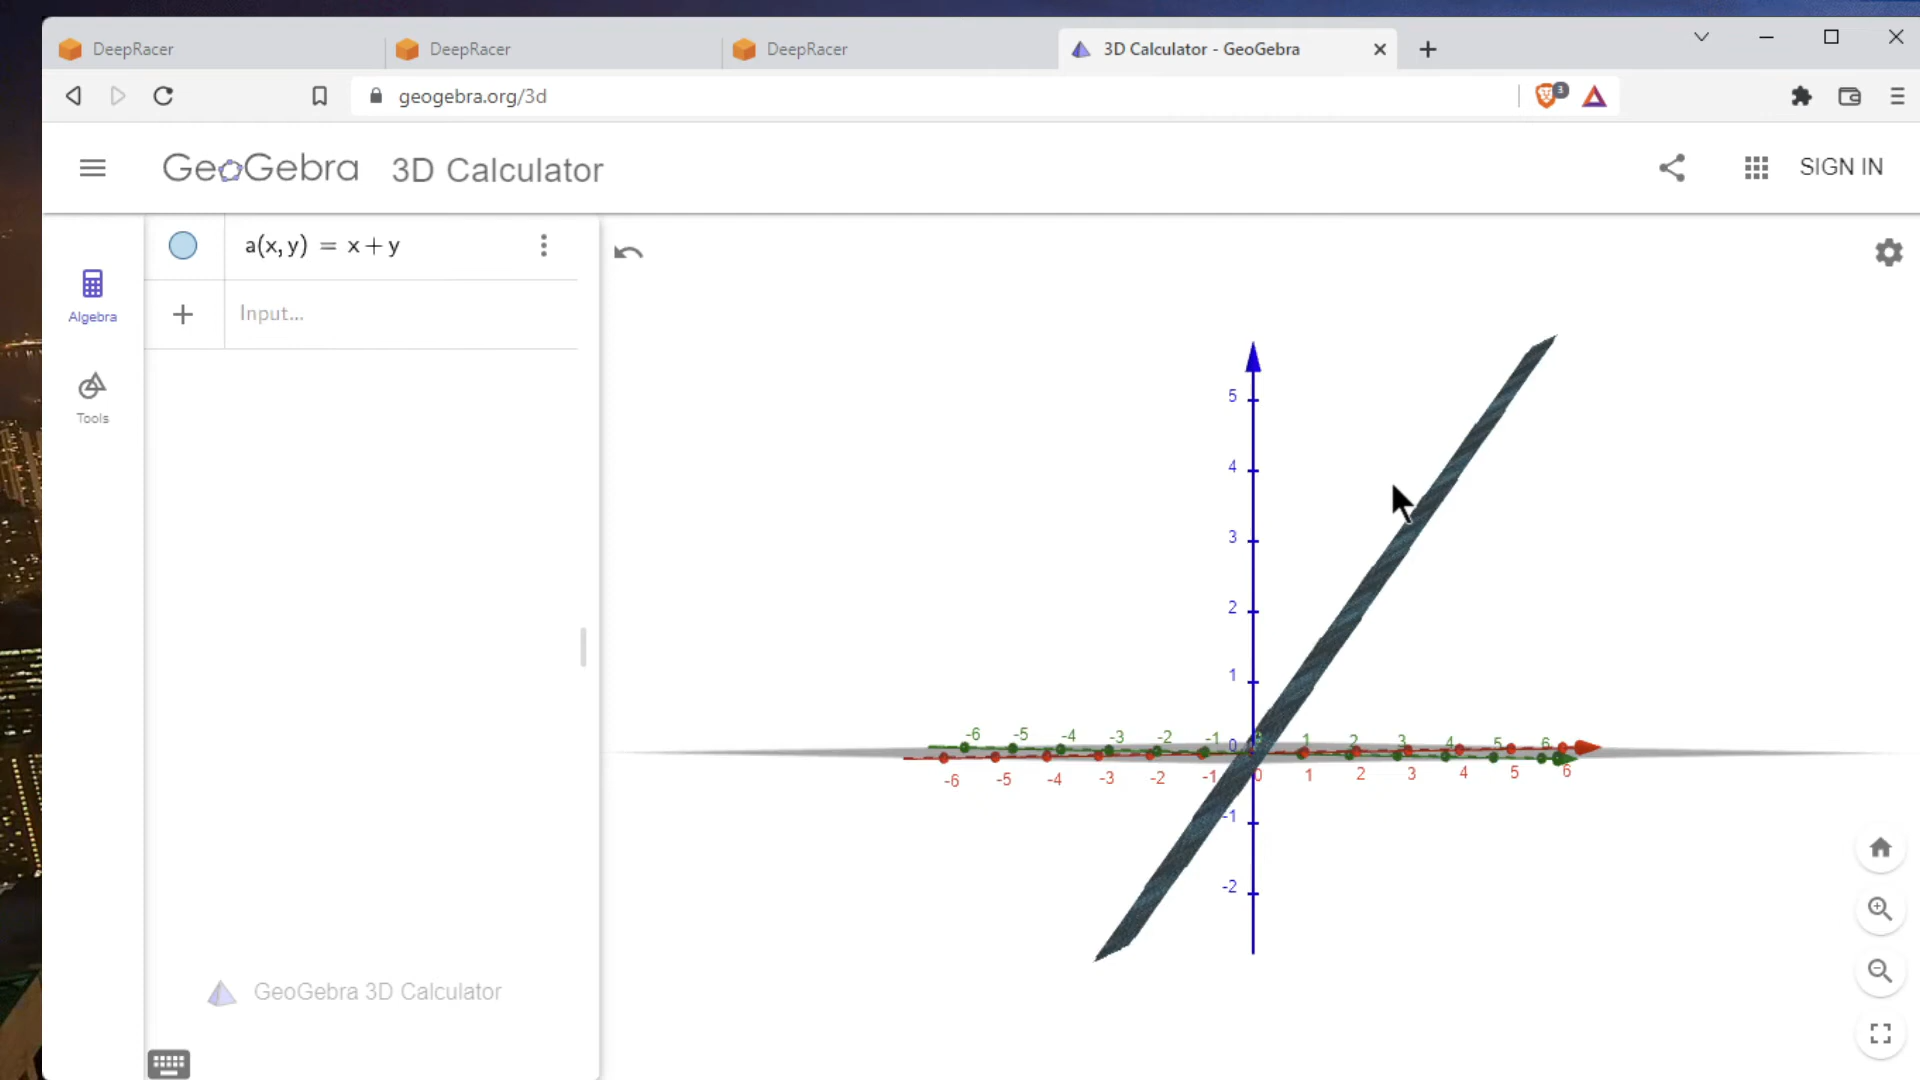 DeepRacer
DeepRacer
DeepRacer
3D Calculator - GeoGebra
geogebra.org/3d
3
GeoGebra
3D Calculator
SIGN IN
Algebra
Tools
a(x, y) = x + y
Input...
5
4
3
2
1
0
-1
-2
-6 -5 -4 -3 -2 -1 1 2 3 4 5 6
-6 -5 -4 -3 -2 -1 0 1 2 3 4 5 6
GeoGebra 3D Calculator